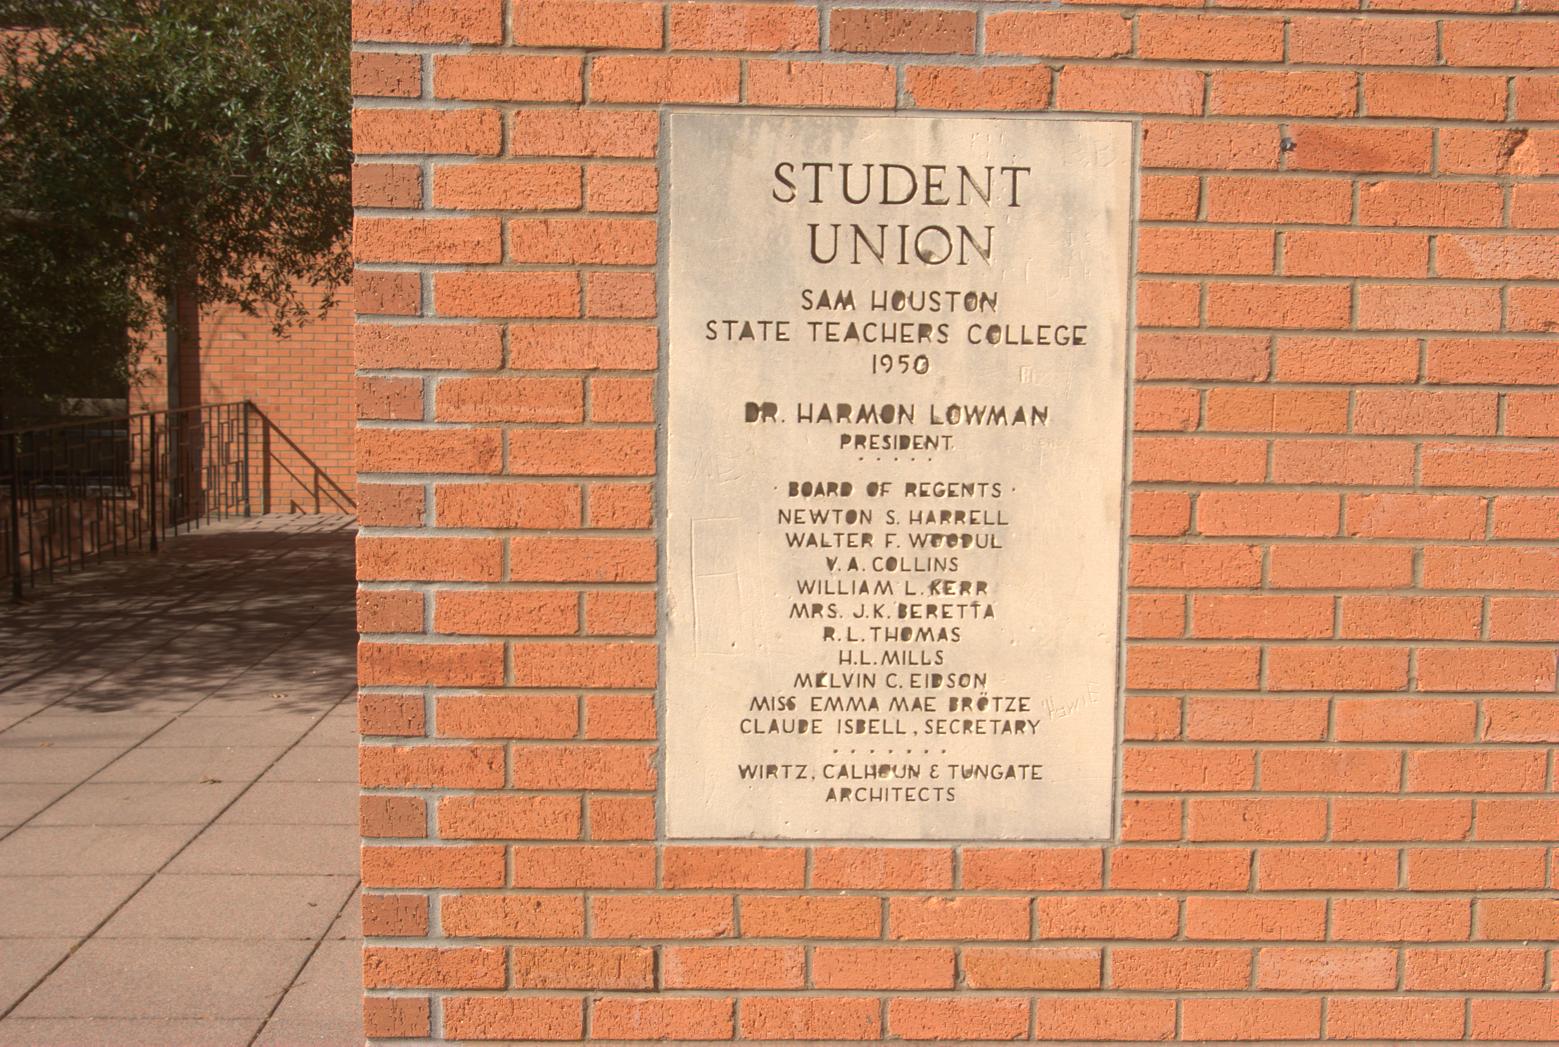 STUDENT
UNION
SAM HOUSTON
STATE TEACHERS COLLEGE
1950
DR. HARMON LOWMAN
PRESIDENT
· · · · · ·
· BOARD OF REGENTS ·
NEWTON S. HARRELL
WALTER F. WOODUL
V. A. COLLINS
WILLIAM L. KERR
MRS. J. K. BERETTA
R. L. THOMAS
H. L. MILLS
MELVIN C. EIDSON
MISS EMMA MAE BRÖTZE
CLAUDE ISBELL, SECRETARY
HOWIE
· · · · · · ·
WIRTZ, CALHOUN & TUNGATE
ARCHITECTS